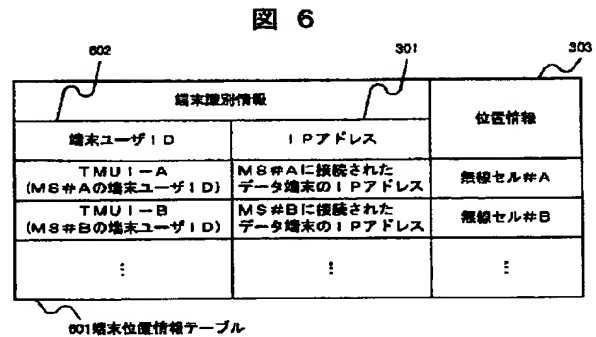 図 6
602 301 303
端末識別情報 位置情報
端末ユーザID IPアドレス
TMUI-A MS#Aに接続された 無線セル#A
(MS#Aの端末ユーザID) データ端末のIPアドレス
TMUI-B MS#Bに接続された 無線セル#B
(MS#Bの端末ユーザID) データ端末のIPアドレス
⋮ ⋮ ⋮
601端末位置情報テーブル